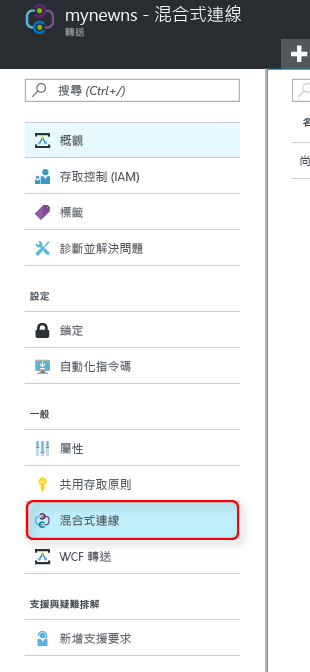 mynewns - 混合式連線
轉送
搜尋 (Ctrl+/)
概觀
存取控制 (IAM)
標籤
診斷並解決問題
設定
鎖定
自動化指令碼
一般
屬性
共用存取原則
混合式連線
WCF 轉送
支援與疑難排解
新增支援要求
尚